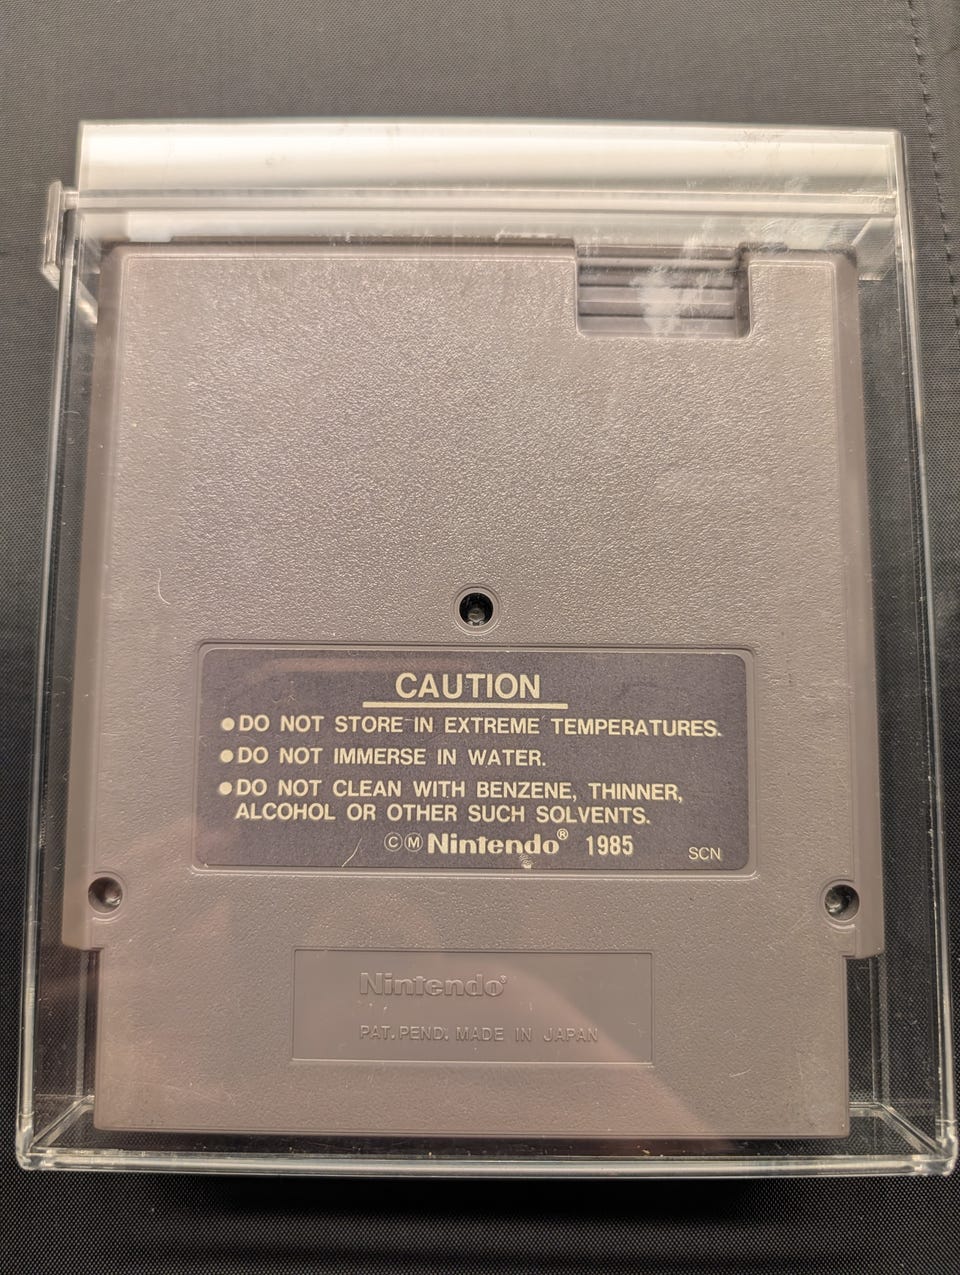 CAUTION
●DO NOT STORE IN EXTREME TEMPERATURES.
●DO NOT IMMERSE IN WATER.
●DO NOT CLEAN WITH BENZENE, THINNER,
ALCOHOL OR OTHER SUCH SOLVENTS.
ⒸⓂ Nintendo® 1985
SCN
Nintendo®
PAT. PEND. MADE IN JAPAN